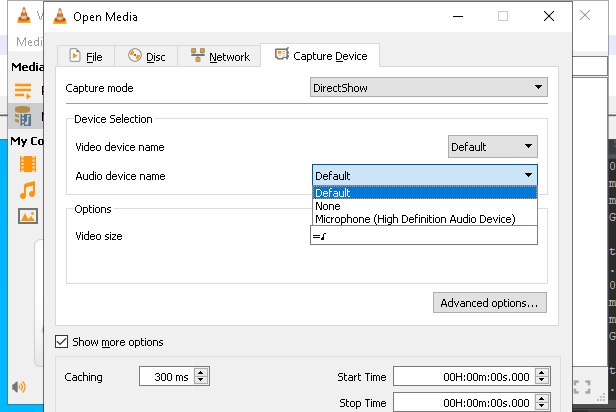 Open Media
V
Medi
File
Disc
Network
Capture Device
Media
My Co
Capture mode
DirectShow
Device Selection
Video device name
Default
Audio device name
Default
Default
None
Microphone (High Definition Audio Device)
Options
Video size
Advanced options...
Show more options
Caching
300 ms
Start Time
00H:00m:00s.000
Stop Time
00H:00m:00s.000